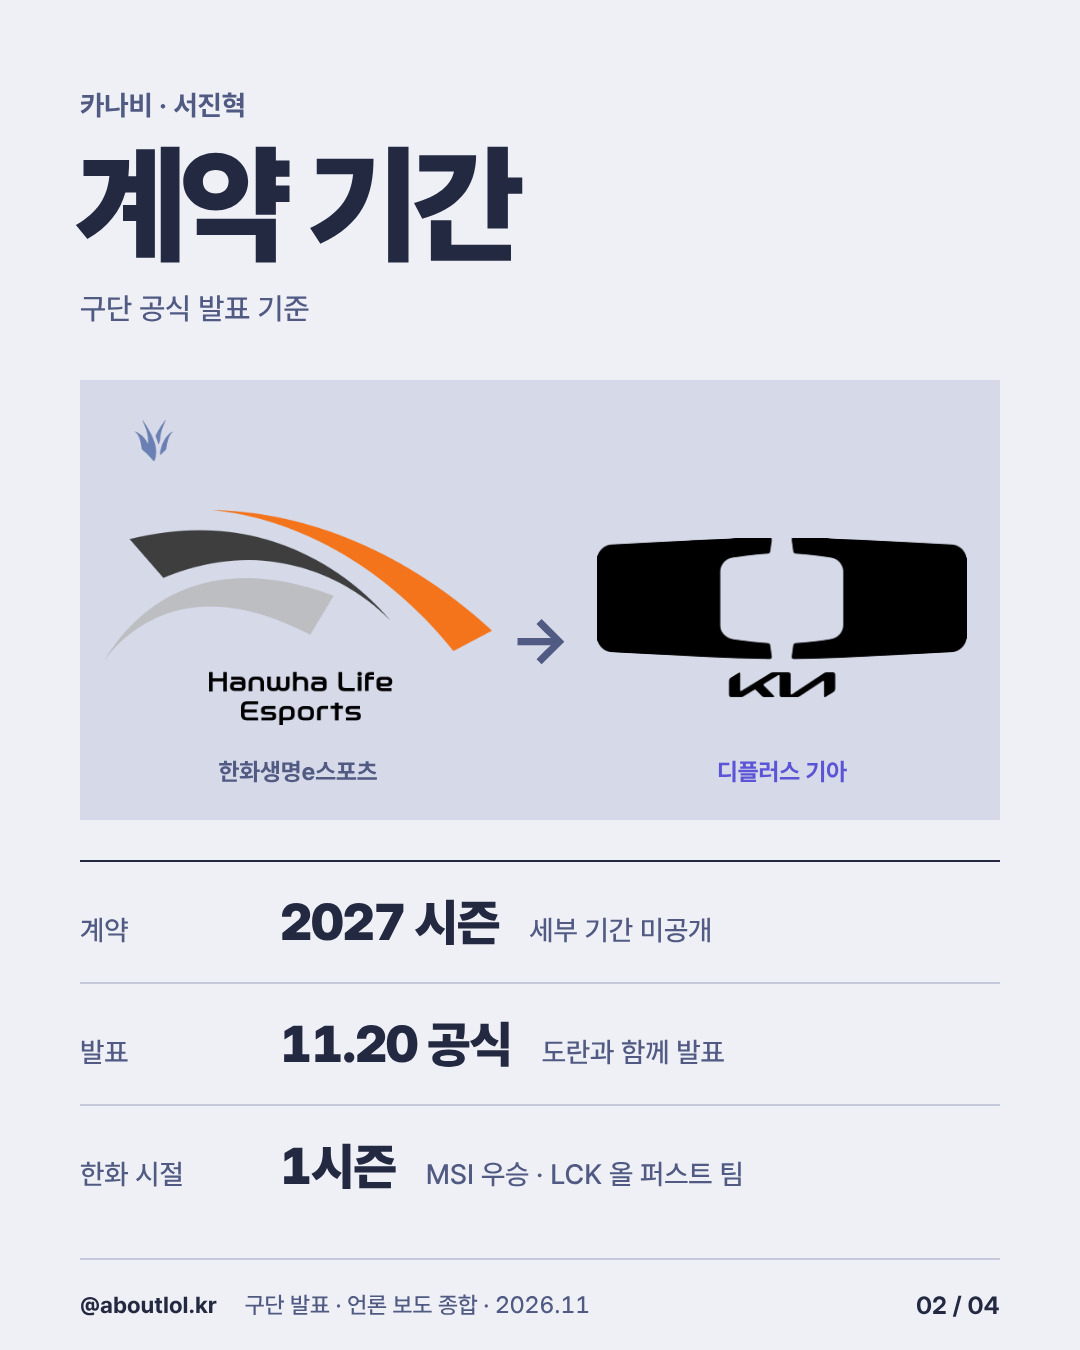 카나비 · 서진혁
계약 기간
구단 공식 발표 기준
Hanwha Life
Esports
KIA
한화생명e스포츠
디플러스 기아
계약 2027 시즌 세부 기간 미공개
발표 11.20 공식 도란과 함께 발표
한화 시절 1시즌 MSI 우승 · LCK 올 퍼스트 팀
@aboutlol.kr 구단 발표 · 언론 보도 종합 · 2026.11 02 / 04